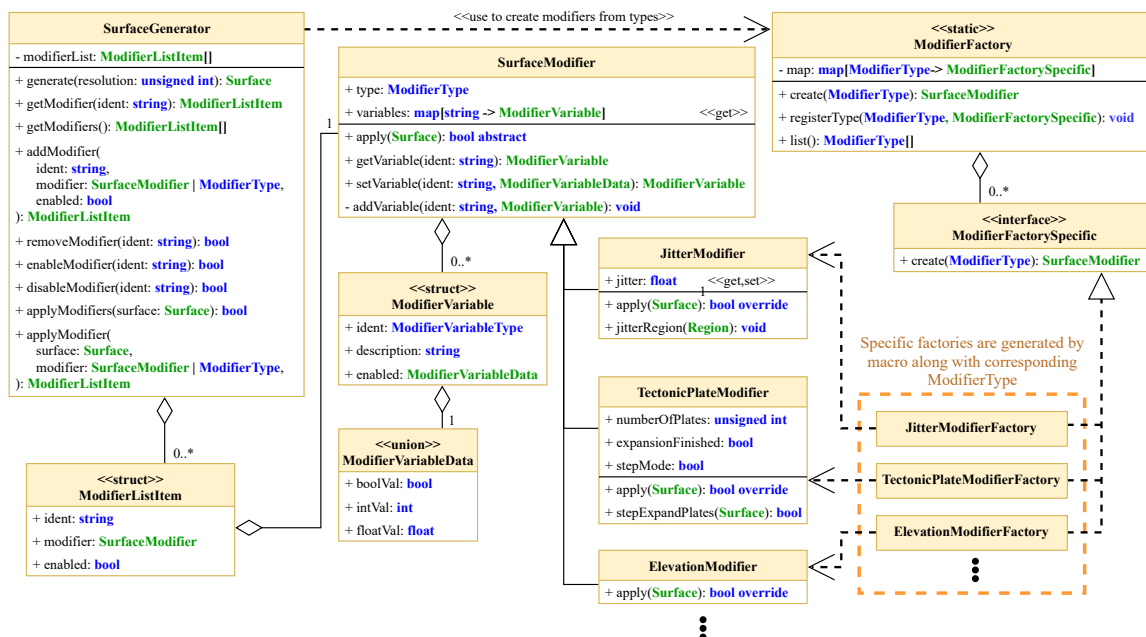 SurfaceGenerator
- modifierList: ModifierListItem[]
+ generate(resolution: unsigned int): Surface
+ getModifier(ident: string): ModifierListItem
+ getModifiers(): ModifierListItem[]
+ addModifier(
ident: string,
modifier: SurfaceModifier | ModifierType,
enabled: bool
): ModifierListItem
+ removeModifier(ident: string): bool
+ enableModifier(ident: string): bool
+ disableModifier(ident: string): bool
+ applyModifiers(surface: Surface): bool
+ applyModifier(
surface: Surface,
modifier: SurfaceModifier | ModifierType,
): ModifierListItem
0..*
<<struct>>
ModifierListItem
+ ident: string
+ modifier: SurfaceModifier
+ enabled: bool
<<use to create modifiers from types>>
1
SurfaceModifier
+ type: ModifierType
+ variables: map[string -> ModifierVariable] <<get>>
+ apply(Surface): bool abstract
+ getVariable(ident: string): ModifierVariable
+ setVariable(ident: string, ModifierVariableData): ModifierVariable
- addVariable(ident: string, ModifierVariable): void
0..*
<<struct>>
ModifierVariable
+ ident: ModifierVariableType
+ description: string
+ enabled: ModifierVariableData
1
<<union>>
ModifierVariableData
+ boolVal: bool
+ intVal: int
+ floatVal: float
JitterModifier
+ jitter: float <<get,set>>
1
+ apply(Surface): bool override
+ jitterRegion(Region): void
TectonicPlateModifier
+ numberOfPlates: unsigned int
+ expansionFinished: bool
+ stepMode: bool
+ apply(Surface): bool override
+ stepExpandPlates(Surface): bool
ElevationModifier
+ apply(Surface): bool override
<<static>>
ModifierFactory
- map: map[ModifierType-> ModifierFactorySpecific]
+ create(ModifierType): SurfaceModifier
+ registerType(ModifierType, ModifierFactorySpecific): void
+ list(): ModifierType[]
0..*
<<interface>>
ModifierFactorySpecific
+ create(ModifierType): SurfaceModifier
Specific factories are generated by
macro along with corresponding
ModifierType
JitterModifierFactory
TectonicPlateModifierFactory
ElevationModifierFactory